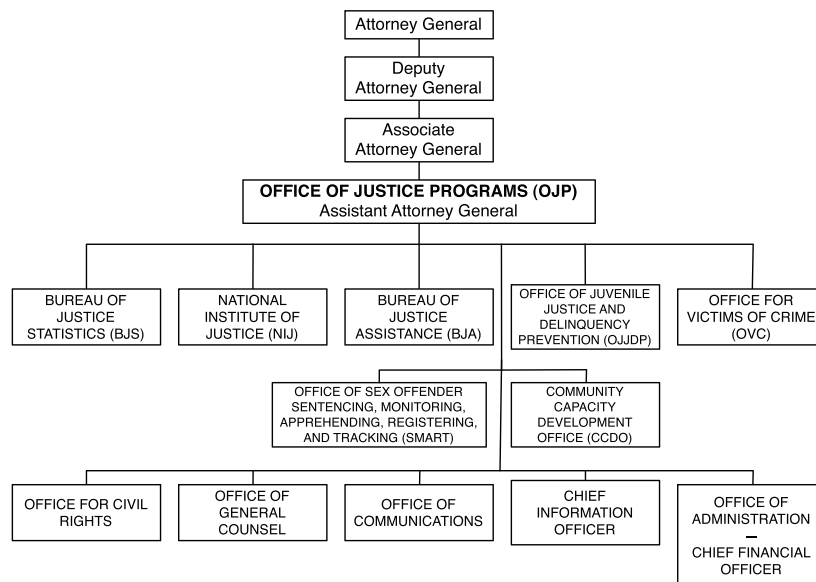 Attorney General
Deputy
Attorney General
Associate
Attorney General
OFFICE OF JUSTICE PROGRAMS (OJP)
Assistant Attorney General
BUREAU OF
JUSTICE
STATISTICS (BJS)
NATIONAL
INSTITUTE OF
JUSTICE (NIJ)
BUREAU OF
JUSTICE
ASSISTANCE (BJA)
OFFICE OF JUVENILE
JUSTICE AND
DELINQUENCY
PREVENTION (OJJDP)
OFFICE FOR
VICTIMS OF CRIME
(OVC)
OFFICE OF SEX OFFENDER
SENTENCING, MONITORING,
APPREHENDING, REGISTERING,
AND TRACKING (SMART)
COMMUNITY
CAPACITY
DEVELOPMENT
OFFICE (CCDO)
OFFICE FOR CIVIL
RIGHTS
OFFICE OF
GENERAL
COUNSEL
OFFICE OF
COMMUNICATIONS
CHIEF
INFORMATION
OFFICER
OFFICE OF
ADMINISTRATION
–
CHIEF FINANCIAL
OFFICER